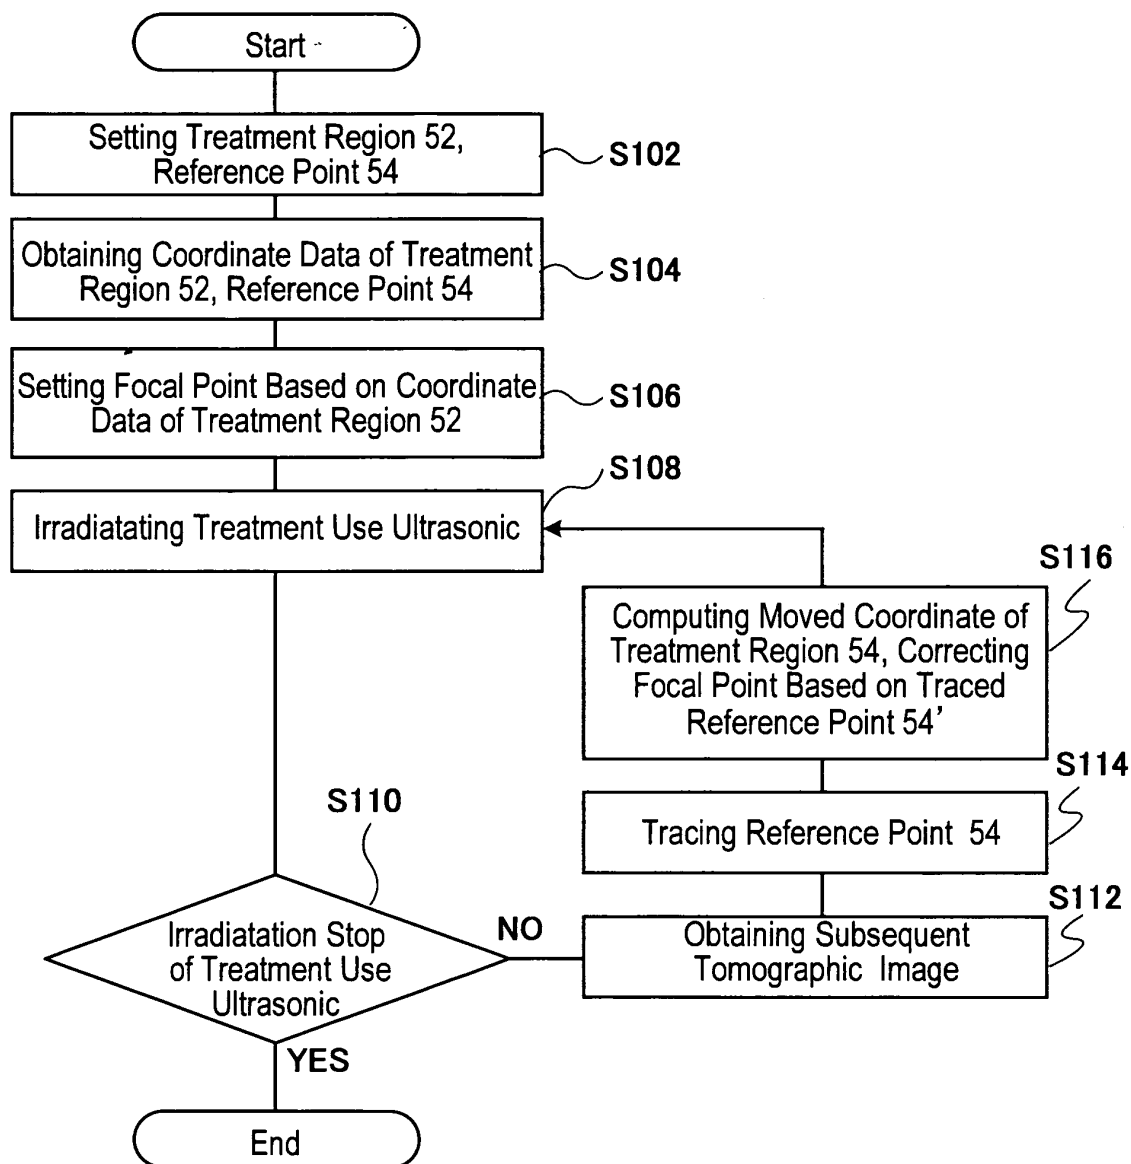 Start
Setting Treatment Region 52,
Reference Point 54
S102
Obtaining Coordinate Data of Treatment
Region 52, Reference Point 54
S104
Setting Focal Point Based on Coordinate
Data of Treatment Region 52
S106
S108
Irradiatating Treatment Use Ultrasonic
S116
Computing Moved Coordinate of
Treatment Region 54, Correcting
Focal Point Based on Traced
Reference Point 54'
S114
Tracing Reference Point 54
S112
Obtaining Subsequent
Tomographic Image
S110
Irradiatation Stop
of Treatment Use
Ultrasonic
NO
YES
End